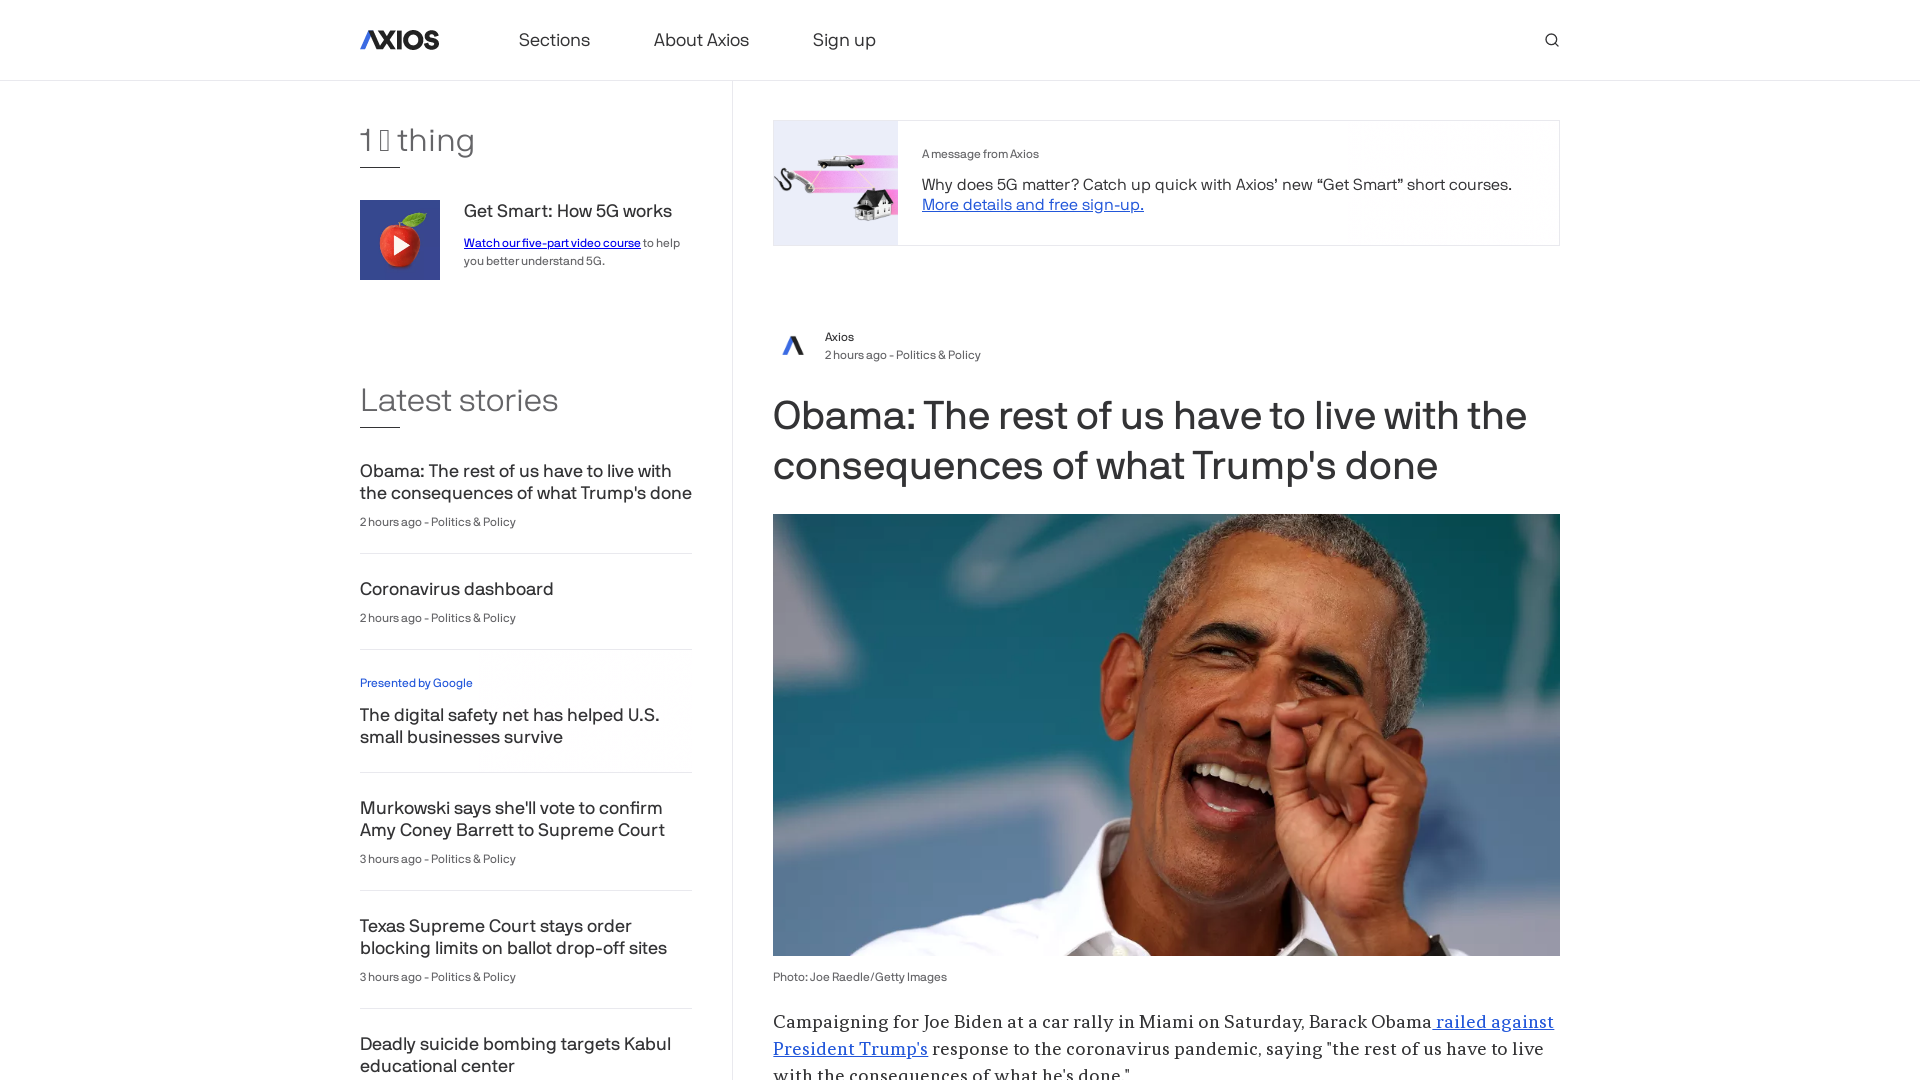 AXIOS
Sections
About Axios
Sign up
1 thing
Get Smart: How 5G works
Watch our five-part video course to help
you better understand 5G.
Latest stories
Obama: The rest of us have to live with
the consequences of what Trump's done
2 hours ago - Politics & Policy
Coronavirus dashboard
2 hours ago - Politics & Policy
Presented by Google
The digital safety net has helped U.S.
small businesses survive
Murkowski says she'll vote to confirm
Amy Coney Barrett to Supreme Court
3 hours ago - Politics & Policy
Texas Supreme Court stays order
blocking limits on ballot drop-off sites
3 hours ago - Politics & Policy
Deadly suicide bombing targets Kabul
educational center
A message from Axios
Why does 5G matter? Catch up quick with Axios’ new “Get Smart” short courses.
More details and free sign-up.
Axios
2 hours ago - Politics & Policy
Obama: The rest of us have to live with the
consequences of what Trump's done
Photo: Joe Raedle/Getty Images
Campaigning for Joe Biden at a car rally in Miami on Saturday, Barack Obama railed against
President Trump's response to the coronavirus pandemic, saying "the rest of us have to live
with the consequences of what he's done."